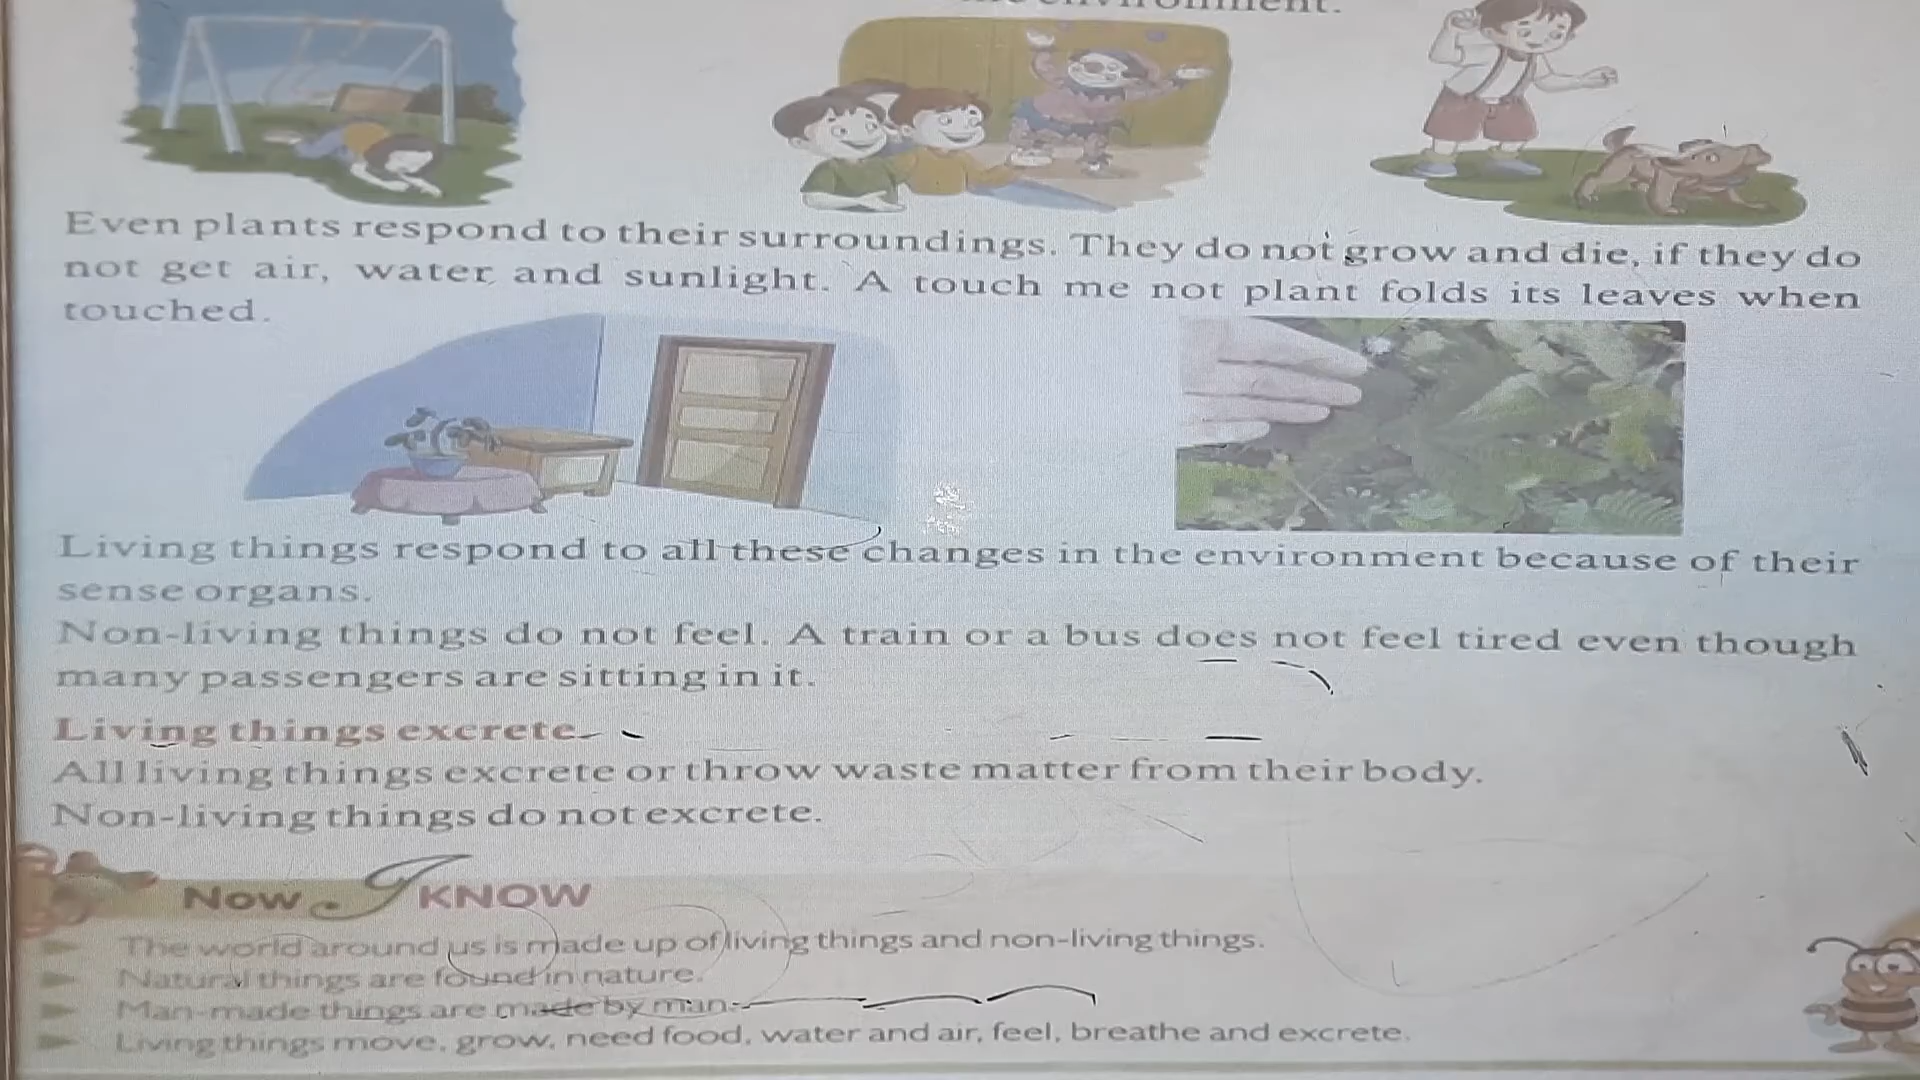 environment.
Even plants respond to their surroundings. They do not grow and die, if they do
not get air, water and sunlight. A touch me not plant folds its leaves when
touched.
Living things respond to all these changes in the environment because of their
sense organs.
Non-living things do not feel. A train or a bus does not feel tired even though
many passengers are sitting in it.
Living things excrete
All living things excrete or throw waste matter from their body.
Non-living things do not excrete.
Now I KNOW
The world around us is made up of living things and non-living things.
Natural things are found in nature.
Man-made things are made by man.
Living things move, grow, need food, water and air, feel, breathe and excrete.